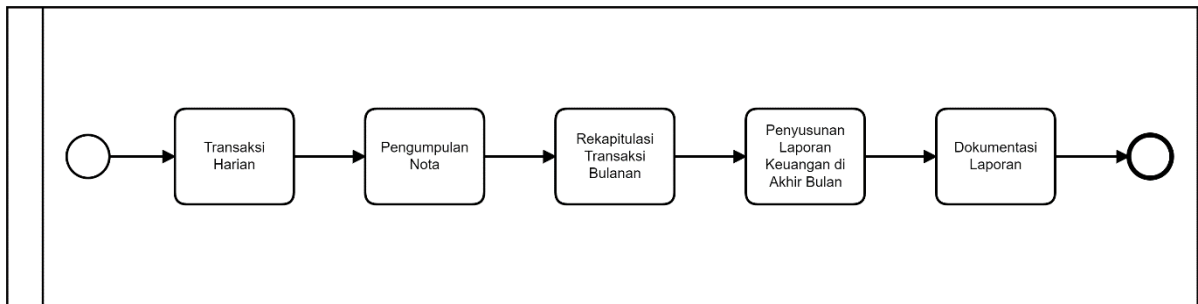 Transaksi
Harian
Pengumpulan
Nota
Rekapitulasi
Transaksi
Bulanan
Penyusunan
Laporan
Keuangan di
Akhir Bulan
Dokumentasi
Laporan